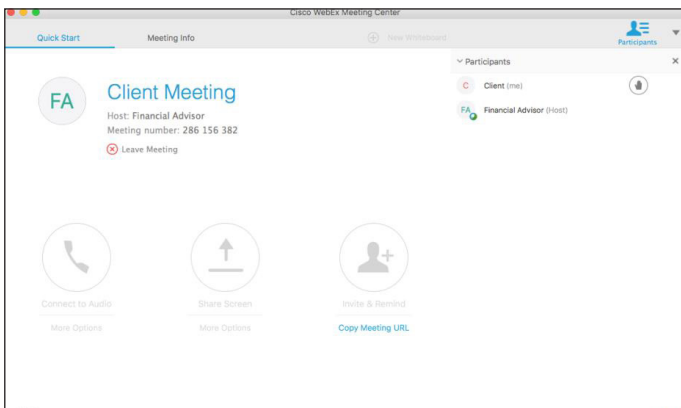 Cisco WebEx Meeting Center
Quick Start
Meeting Info
New Whiteboard
Participants
Participants
C Client (me)
FA Financial Advisor (Host)
FA
Client Meeting
Host: Financial Advisor
Meeting number: 286 156 382
Leave Meeting
Connect to Audio
More Options
Share Screen
More Options
Invite & Remind
Copy Meeting URL